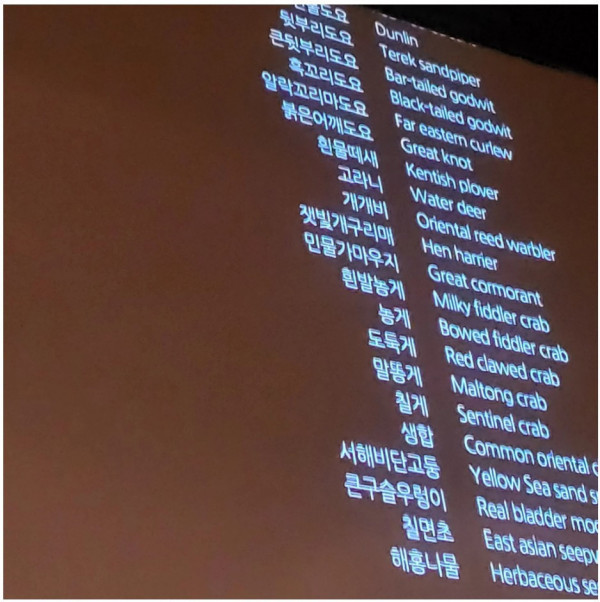 Dunlin
뒷부리도요 Terek sandpiper
큰뒷부리도요 Bar-tailed godwit
흑꼬리도요 Black-tailed godwit
알락꼬리마도요 Far eastern curlew
붉은어깨도요 Great knot
흰물떼새 Kentish plover
고라니 Water deer
개개비 Oriental reed warbler
잿빛개구리매 Hen harrier
민물가마우지 Great cormorant
흰발농게 Milky fiddler crab
농게 Bowed fiddler crab
도둑게 Red clawed crab
말똥게 Maltong crab
칠게 Sentinel crab
생합 Common oriental
서해비단고둥 Yellow Sea sand
큰구슬우렁이 Real bladder
칠면초 East asian
해홍나물 Herbaceous